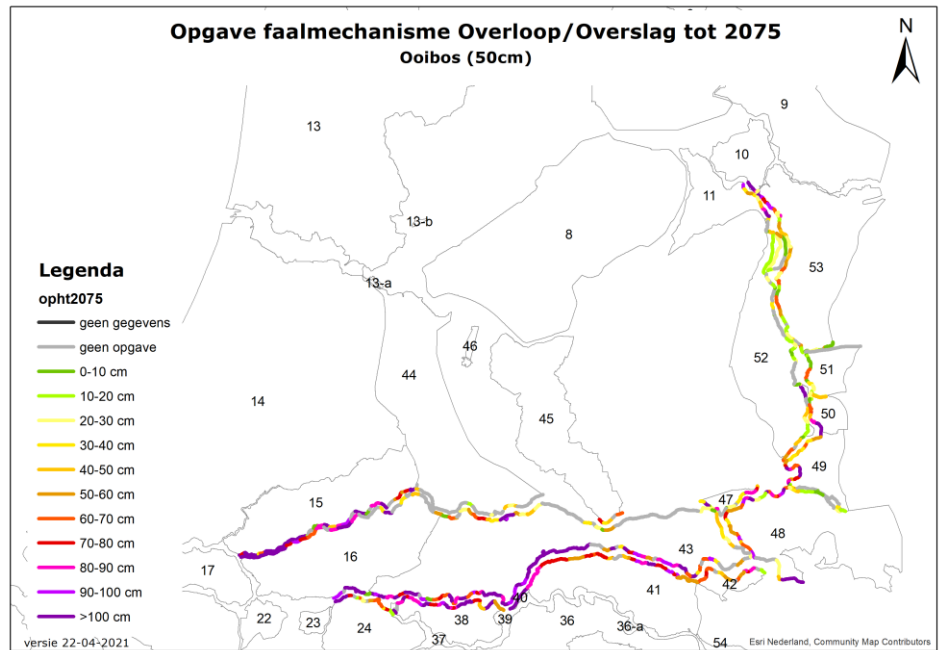 Opgave faalmechanisme Overloop/Overslag tot 2075
Ooibos (50cm)
N
9
13
10
11
13-b
8
53
13-a
Legenda
opht2075
geen gegevens
geen opgave
0-10 cm
10-20 cm
20-30 cm
30-40 cm
40-50 cm
50-60 cm
60-70 cm
70-80 cm
80-90 cm
90-100 cm
>100 cm
46
52
44
51
14
45
50
49
15
47
48
16
43
17
42
41
40
22
23
24
38
39
36
36-a
37
54
versie 22-04-2021
Esri Nederland, Community Map Contributors